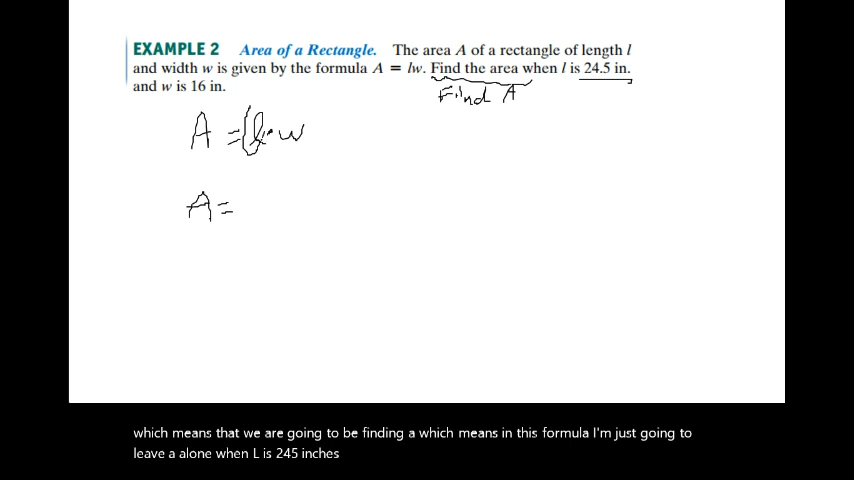 EXAMPLE 2 Area of a Rectangle. The area A of a rectangle of length l
and width w is given by the formula A = lw. Find the area when l is 24.5 in.
and w is 16 in.
Find A
A = l · w
A =
which means that we are going to be finding a which means in this formula I'm just going to
leave a alone when L is 245 inches